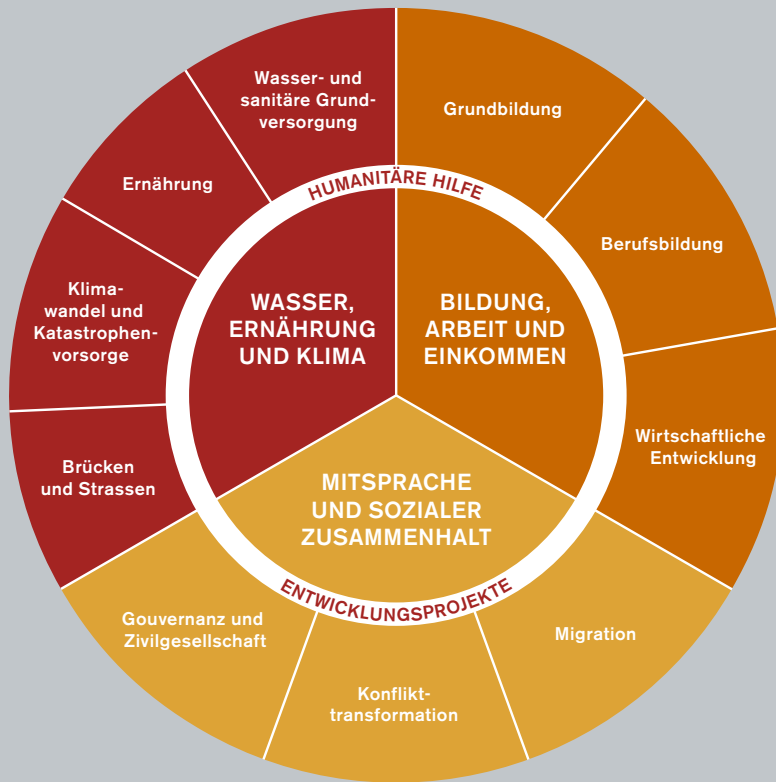 Wasser- und
sanitäre Grund-
versorgung
Grundbildung
Ernährung
HUMANITÄRE HILFE
Berufsbildung
Klima-
wandel und
Katastrophen-
vorsorge
WASSER,
ERNÄHRUNG
UND KLIMA
BILDUNG,
ARBEIT UND
EINKOMMEN
Wirtschaftliche
Entwicklung
Brücken
und Strassen
MITSPRACHE
UND SOZIALER
ZUSAMMENHALT
ENTWICKLUNGSPROJEKTE
Gouvernanz und
Zivilgesellschaft
Migration
Konflikt-
transformation